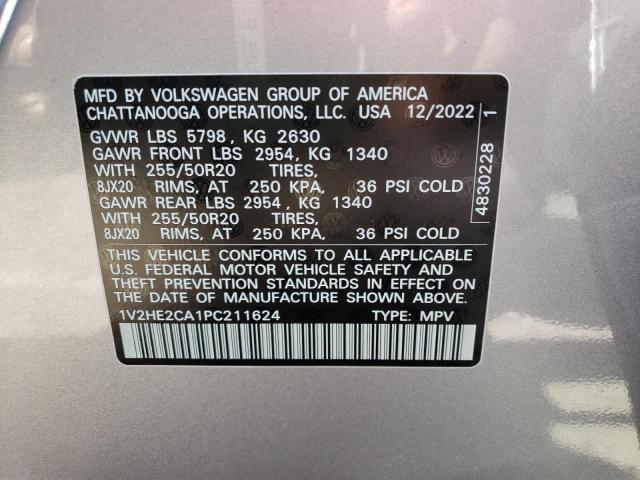 MFD BY VOLKSWAGEN GROUP OF AMERICA
CHATTANOOGA OPERATIONS, LLC. USA 12/2022
GVWR LBS 5798, KG 2630
GAWR FRONT LBS 2954, KG 1340
WITH 255/50R20 TIRES,
8JX20 RIMS, AT 250 KPA, 36 PSI COLD
GAWR REAR LBS 2954, KG 1340
WITH 255/50R20 TIRES,
8JX20 RIMS, AT 250 KPA, 36 PSI COLD
THIS VEHICLE CONFORMS TO ALL APPLICABLE
U.S. FEDERAL MOTOR VEHICLE SAFETY AND
THEFT PREVENTION STANDARDS IN EFFECT ON
THE DATE OF MANUFACTURE SHOWN ABOVE.
1V2HE2CA1PC211624 TYPE: MPV
4830228 1